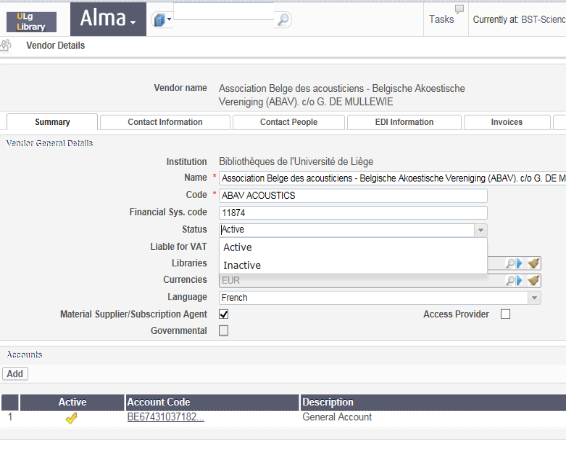 ULg
Library
Alma
Tasks
Currently at: BST-Scienc
Vendor Details
Vendor name Association Belge des acousticiens - Belgische Akoestische
Vereniging (ABAV). c/o G. DE MULLEWIE
Summary Contact Information Contact People EDI Information Invoices
Vendor General Details
Institution Bibliothèques de l'Université de Liège
Name * Association Belge des acousticiens - Belgische Akoestische Vereniging (ABAV). c/o G. DE M
Code * ABAV ACOUSTICS
Financial Sys. code 11874
Status Active
Liable for VAT Active
Libraries Inactive
Currencies EUR
Language French
Material Supplier/Subscription Agent Access Provider
Governmental
Accounts
Add
Active Account Code Description
1 BE67431037182... General Account